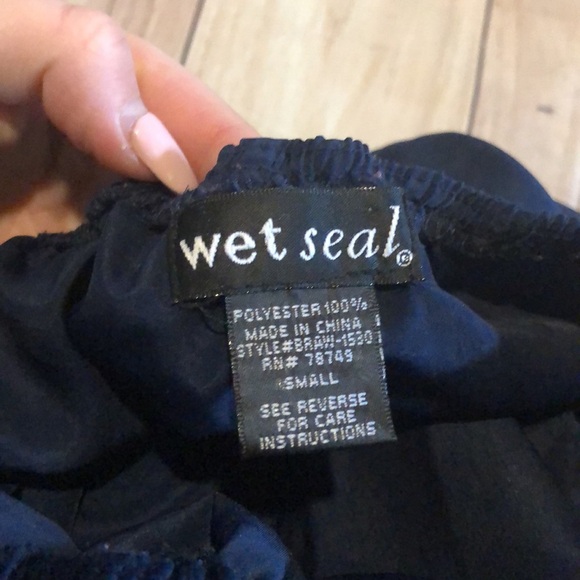 wet seal®
POLYESTER 100%
MADE IN CHINA
STYLE#BRAW-1530
RN# 78749
SMALL
SEE REVERSE
FOR CARE
INSTRUCTIONS